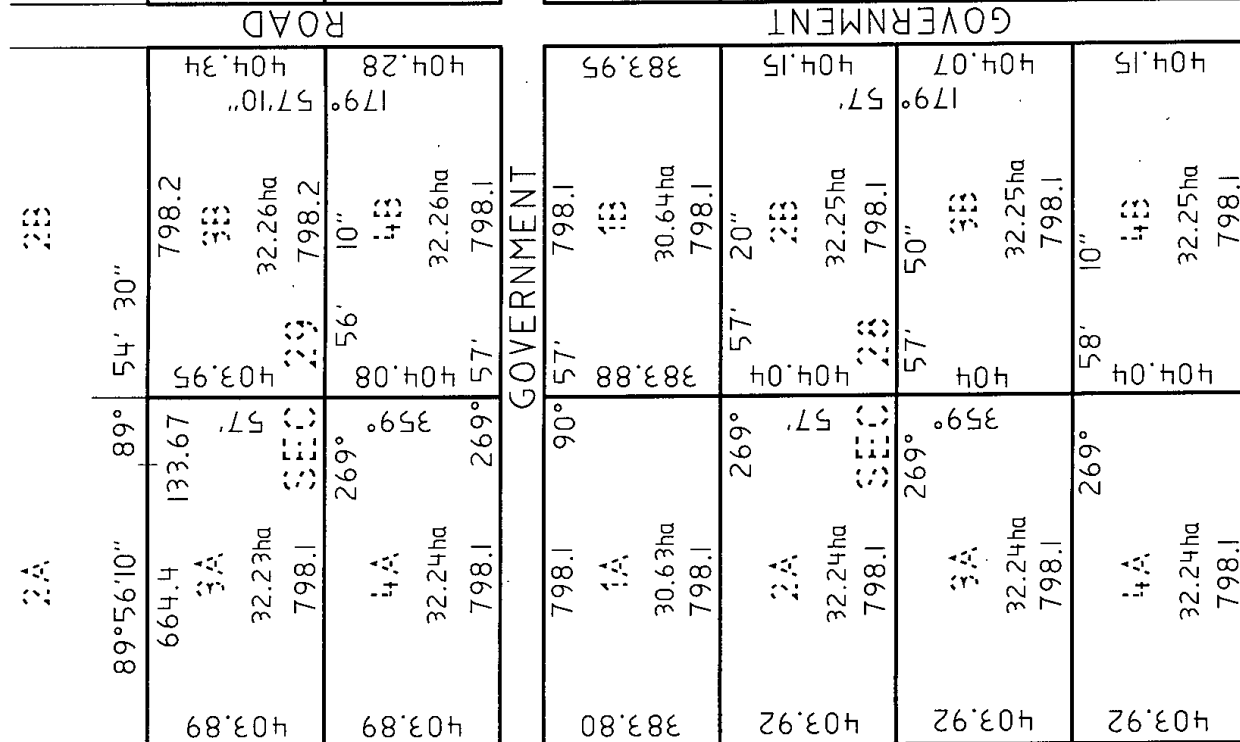 ROAD
GOVERNMENT
404.34
404.28
383.95
404.15
404.07
404.15
57'10"
179°
57'
179°
2B
54' 30"
798.2
3B
32.26ha
798.2
29
403.95
10"
4B
32.26ha
798.1
56'
404.08
57'
GOVERNMENT
798.1
1B
30.64ha
798.1
57'
383.88
20"
2B
32.25ha
798.1
57'
28
404.04
50"
3B
32.25ha
798.1
57'
404
10"
4B
32.25ha
798.1
58'
404.04
89°
133.67
57'
SEC
359°
269°
269°
90°
269°
57'
SEC
359°
269°
269°
2A
89°56'10"
664.4
3A
32.23ha
798.1
4A
32.24ha
798.1
798.1
1A
30.63ha
798.1
2A
32.24ha
798.1
3A
32.24ha
798.1
4A
32.24ha
798.1
403.89
403.89
383.80
403.92
403.92
403.92